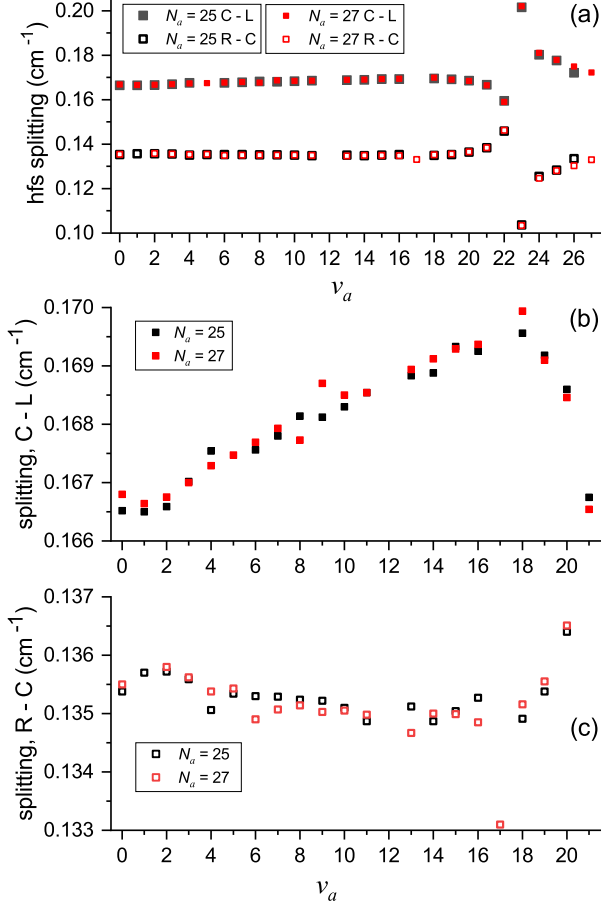 N_a = 25 C - L
N_a = 27 C - L
N_a = 25 R - C
N_a = 27 R - C
(a)
hfs splitting (cm⁻¹)
0.20
0.18
0.16
0.14
0.12
0.10
0 2 4 6 8 10 12 14 16 18 20 22 24 26
v_a
(b)
N_a = 25
N_a = 27
splitting, C - L (cm⁻¹)
0.170
0.169
0.168
0.167
0.166
0 2 4 6 8 10 12 14 16 18 20
(c)
splitting, R - C (cm⁻¹)
0.137
0.136
0.135
0.134
0.133
N_a = 25
N_a = 27
0 2 4 6 8 10 12 14 16 18 20
v_a